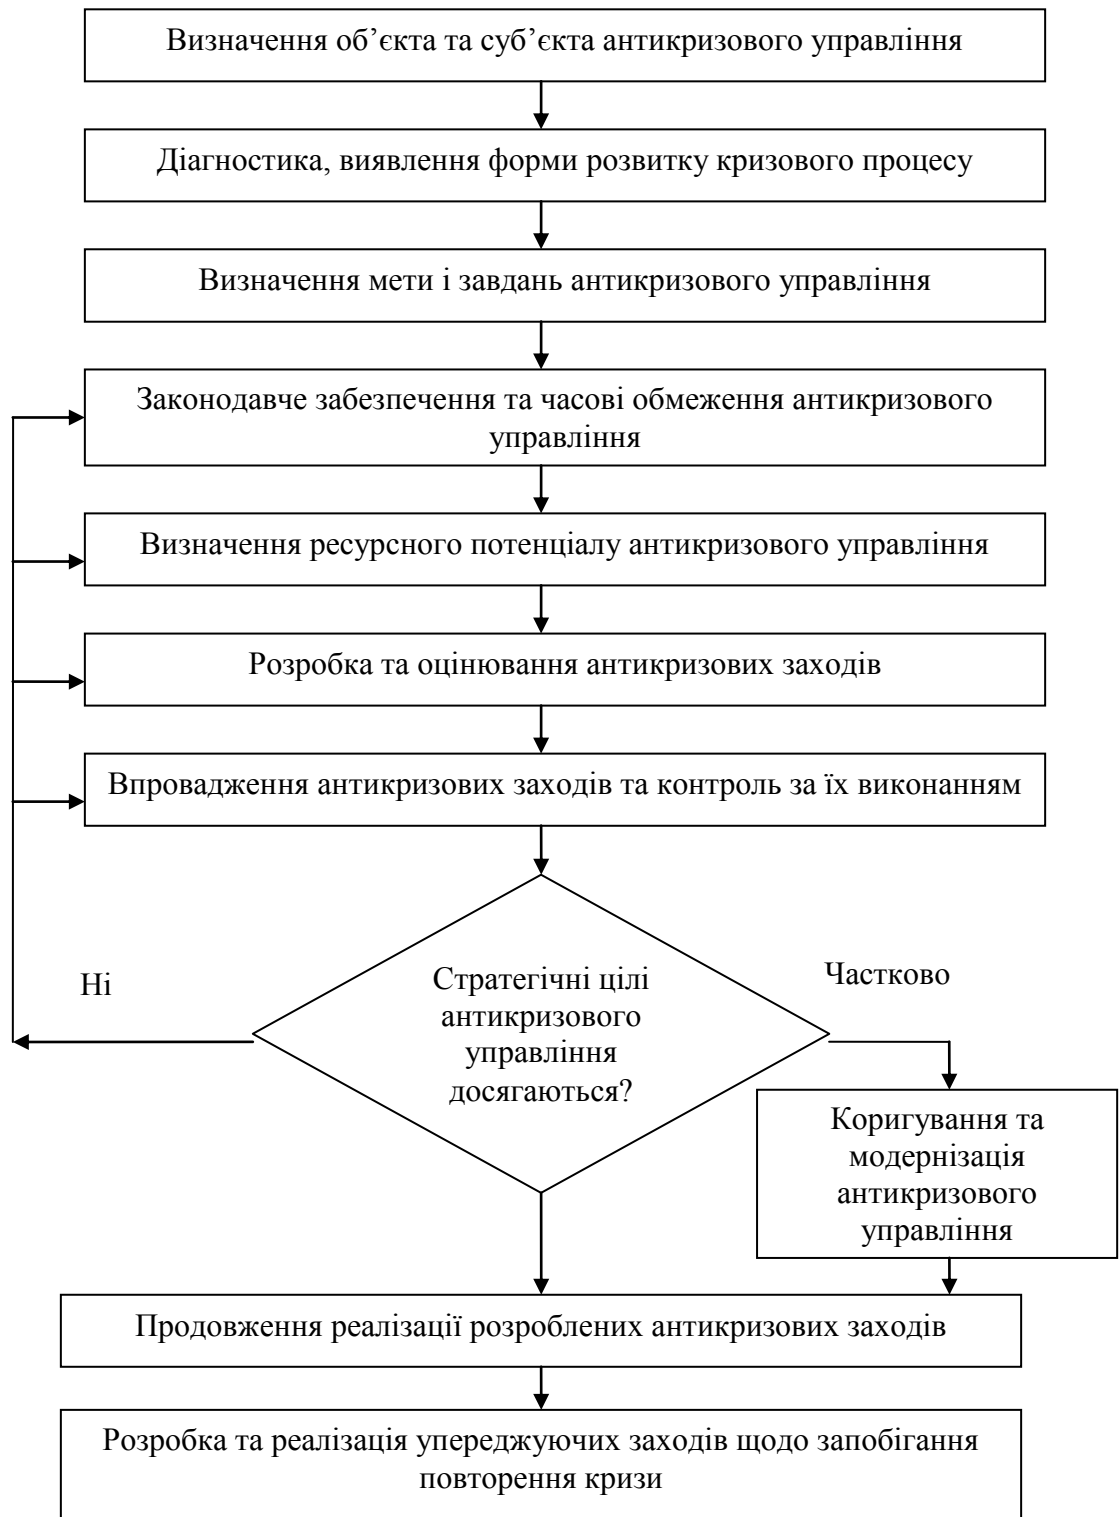 Визначення об’єкта та суб’єкта антикризового управління
Діагностика, виявлення форми розвитку кризового процесу
Визначення мети і завдань антикризового управління
Законодавче забезпечення та часові обмеження антикризового
управління
Визначення ресурсного потенціалу антикризового управління
Розробка та оцінювання антикризових заходів
Впровадження антикризових заходів та контроль за їх виконанням
Ні
Стратегічні цілі
антикризового
управління
досягаються?
Частково
Коригування та
модернізація
антикризового
управління
Продовження реалізації розроблених антикризових заходів
Розробка та реалізація упереджуючих заходів щодо запобігання
повторення кризи